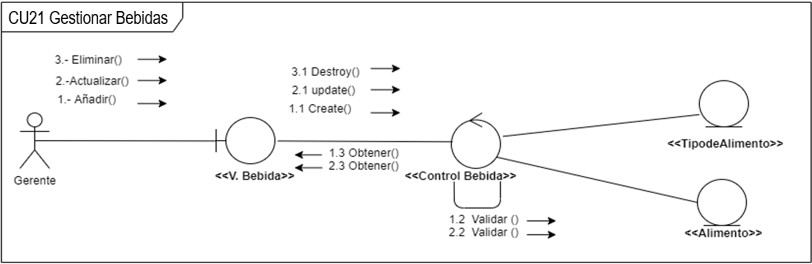 CU21 Gestionar Bebidas
3.- Eliminar()
2.-Actualizar()
1.- Añadir()
3.1 Destroy()
2.1 update()
1.1 Create()
1.3 Obtener()
2.3 Obtener()
Gerente
<<V. Bebida>>
<<Control Bebida>>
<<TipodeAlimento>>
1.2 Validar ()
2.2 Validar ()
<<Alimento>>